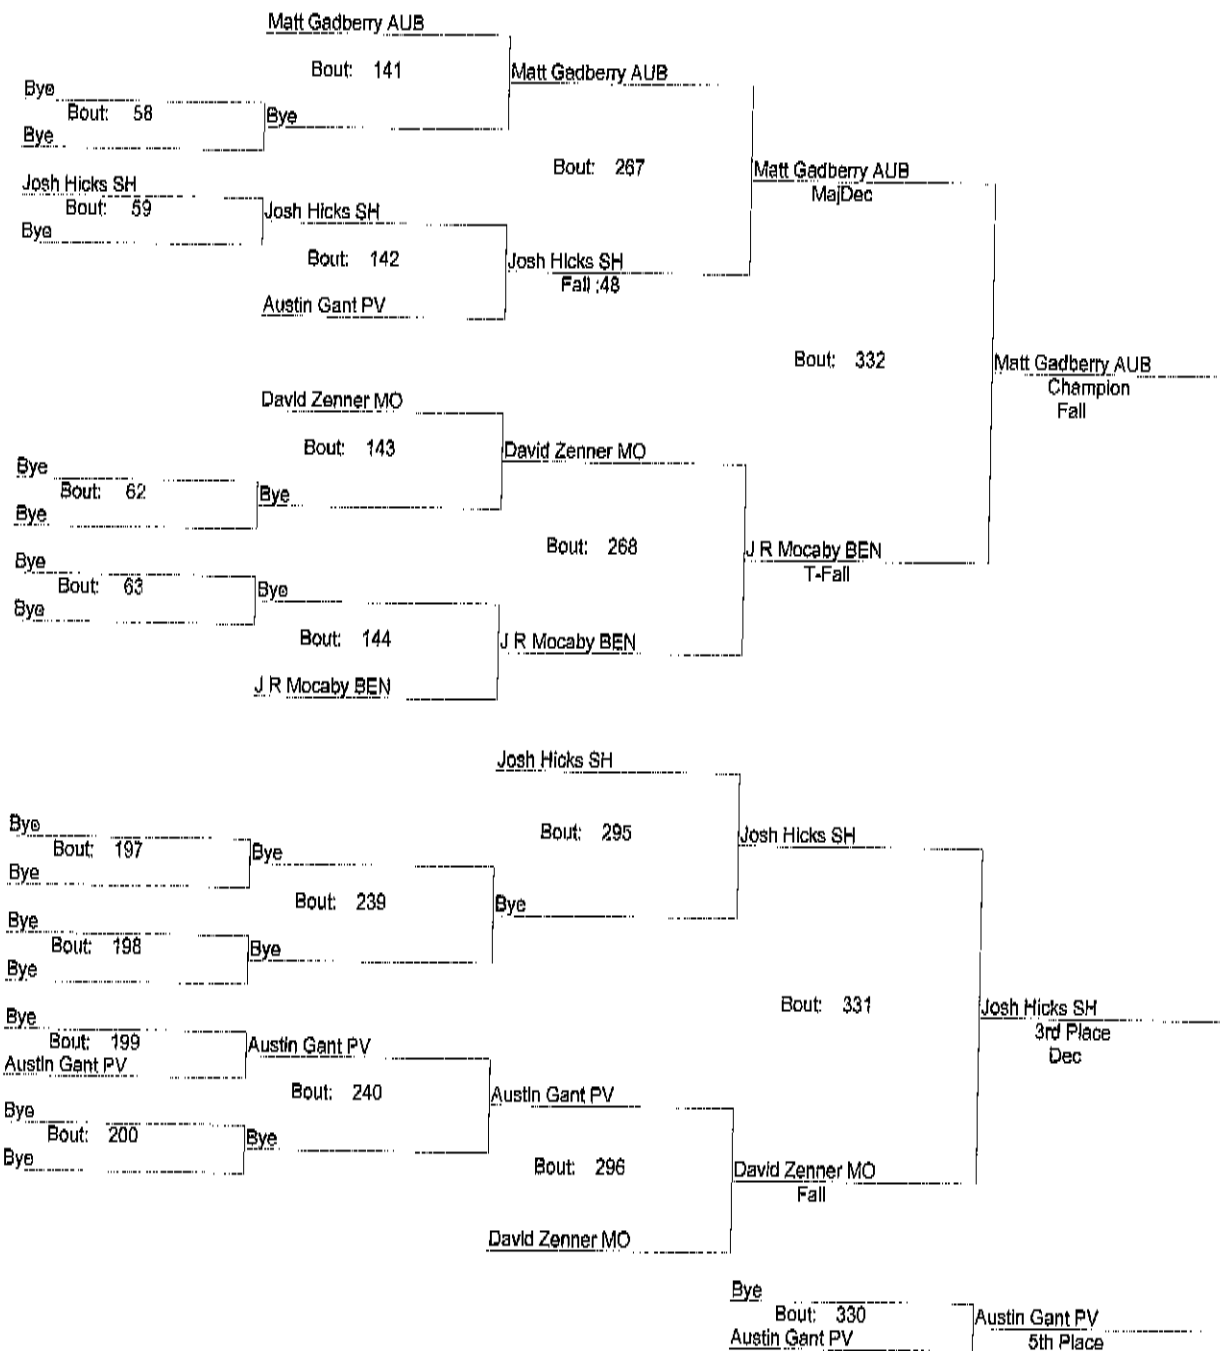 Matt Gadberry AUB
Bout: 141
Matt Gadberry AUB
Bye
Bout: 58
Bye
Bye
Bout: 267
Matt Gadberry AUB
MajDec
Josh Hicks SH
Bout: 59
Josh Hicks SH
Bye
Bout: 142
Josh Hicks SH
Fall :48
Austin Gant PV
Bout: 332
Matt Gadberry AUB
Champion
Fall
David Zenner MO
Bout: 143
David Zenner MO
Bye
Bout: 62
Bye
Bye
Bout: 268
J R Mocaby BEN
T-Fall
Bye
Bout: 63
Bye
Bye
Bout: 144
J R Mocaby BEN
J R Mocaby BEN
Josh Hicks SH
Bout: 295
Josh Hicks SH
Bye
Bout: 197
Bye
Bye
Bout: 239
Bye
Bye
Bout: 198
Bye
Bye
Bout: 331
Josh Hicks SH
3rd Place
Dec
Bye
Bout: 199
Austin Gant PV
Austin Gant PV
Bout: 240
Austin Gant PV
Bye
Bout: 200
Bye
Bye
Bout: 296
David Zenner MO
Fall
David Zenner MO
Bye
Bout: 330
Austin Gant PV
Austin Gant PV
5th Place